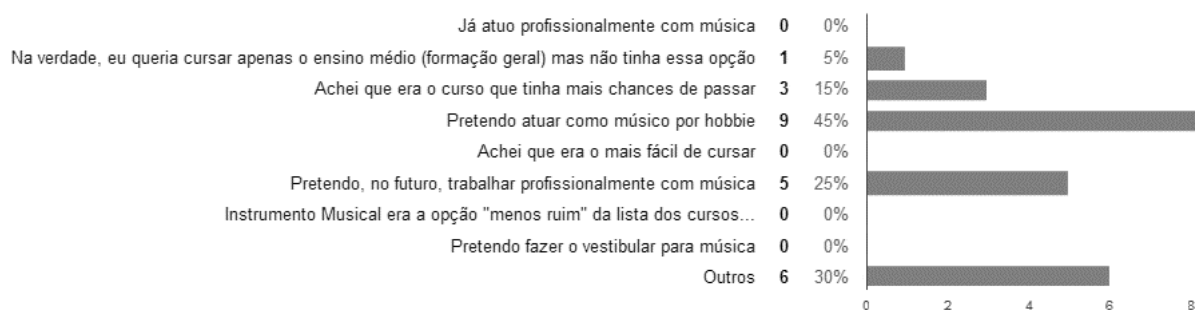 Já atuo profissionalmente com música 0 0%
Na verdade, eu queria cursar apenas o ensino médio (formação geral) mas não tinha essa opção 1 5%
Achei que era o curso que tinha mais chances de passar 3 15%
Pretendo atuar como músico por hobbie 9 45%
Achei que era o mais fácil de cursar 0 0%
Pretendo, no futuro, trabalhar profissionalmente com música 5 25%
Instrumento Musical era a opção "menos ruim" da lista dos cursos... 0 0%
Pretendo fazer o vestibular para música 0 0%
Outros 6 30%
0 2 4 6 8